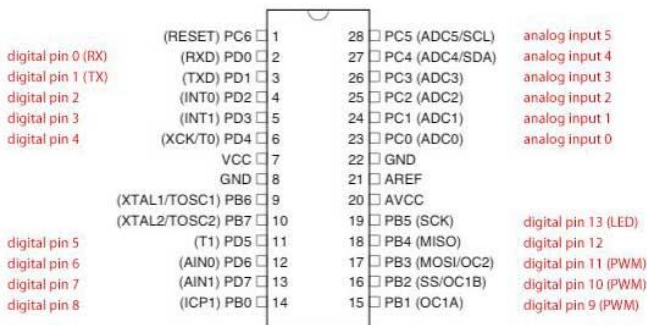 (RESET) PC6 1 28 PC5 (ADC5/SCL) analog input 5
digital pin 0 (RX) (RXD) PD0 2 27 PC4 (ADC4/SDA) analog input 4
digital pin 1 (TX) (TXD) PD1 3 26 PC3 (ADC3) analog input 3
digital pin 2 (INT0) PD2 4 25 PC2 (ADC2) analog input 2
digital pin 3 (INT1) PD3 5 24 PC1 (ADC1) analog input 1
digital pin 4 (XCK/T0) PD4 6 23 PC0 (ADC0) analog input 0
VCC 7 22 GND
GND 8 21 AREF
(XTAL1/TOSC1) PB6 9 20 AVCC
(XTAL2/TOSC2) PB7 10 19 PB5 (SCK) digital pin 13 (LED)
digital pin 5 (T1) PD5 11 18 PB4 (MISO) digital pin 12
digital pin 6 (AIN0) PD6 12 17 PB3 (MOSI/OC2) digital pin 11 (PWM)
digital pin 7 (AIN1) PD7 13 16 PB2 (SS/OC1B) digital pin 10 (PWM)
digital pin 8 (ICP1) PB0 14 15 PB1 (OC1A) digital pin 9 (PWM)